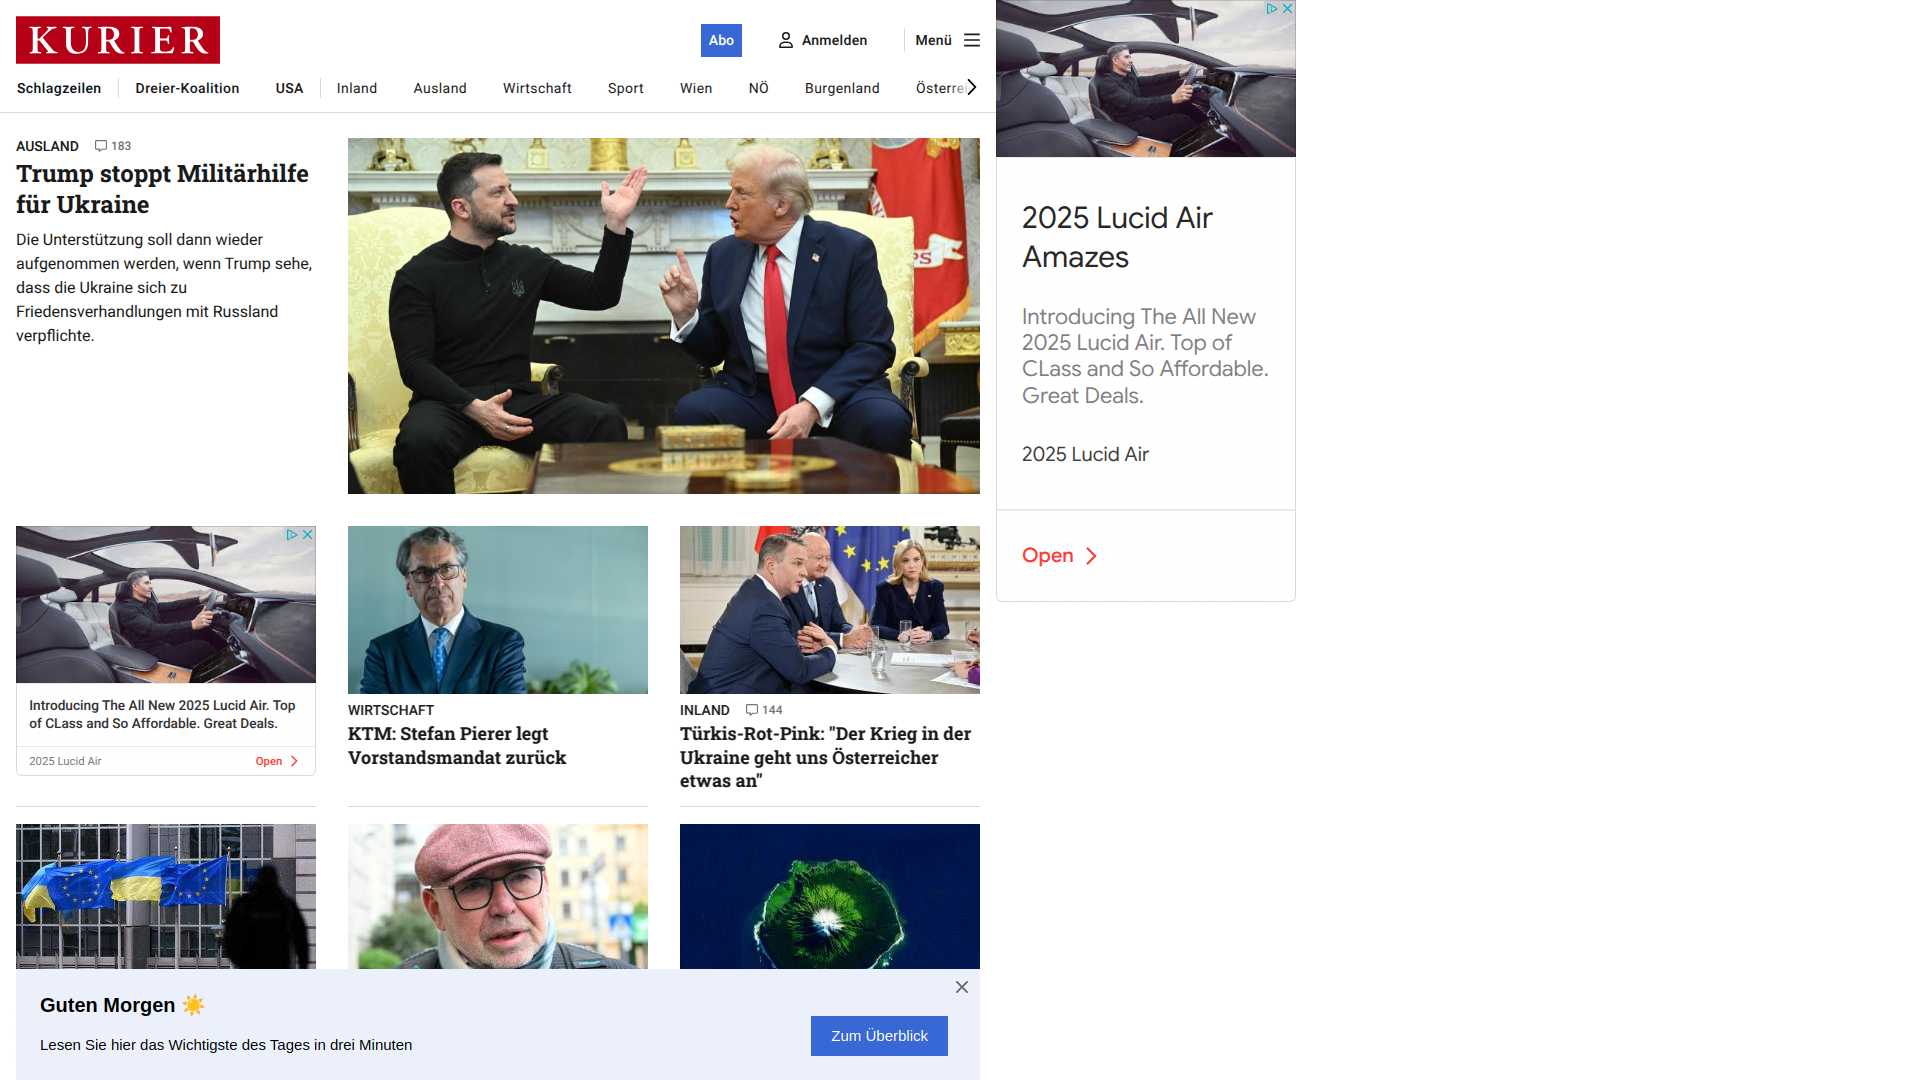 KURIER
Abo
Anmelden
Menü
Schlagzeilen
Dreier-Koalition
USA
Inland
Ausland
Wirtschaft
Sport
Wien
NÖ
Burgenland
Österrei
AUSLAND 183
Trump stoppt Militärhilfe
für Ukraine
Die Unterstützung soll dann wieder
aufgenommen werden, wenn Trump sehe,
dass die Ukraine sich zu
Friedensverhandlungen mit Russland
verpflichte.
2025 Lucid Air
Amazes
Introducing The All New
2025 Lucid Air. Top of
CLass and So Affordable.
Great Deals.
2025 Lucid Air
Open
Introducing The All New 2025 Lucid Air. Top
of CLass and So Affordable. Great Deals.
2025 Lucid Air
Open
WIRTSCHAFT
KTM: Stefan Pierer legt
Vorstandsmandat zurück
INLAND 144
Türkis-Rot-Pink: "Der Krieg in der
Ukraine geht uns Österreicher
etwas an"
Guten Morgen ☀️
Lesen Sie hier das Wichtigste des Tages in drei Minuten
Zum Überblick